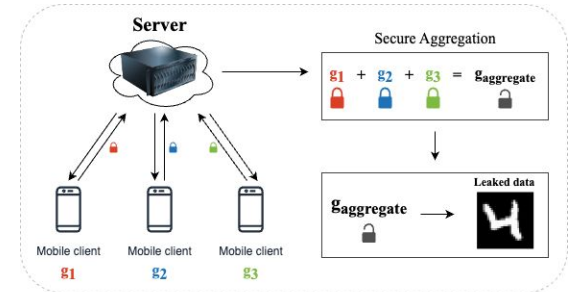 Server
Secure Aggregation
g1 + g2 + g3 = gaggregate
Leaked data
gaggregate
4
Mobile client Mobile client Mobile client
g1 g2 g3